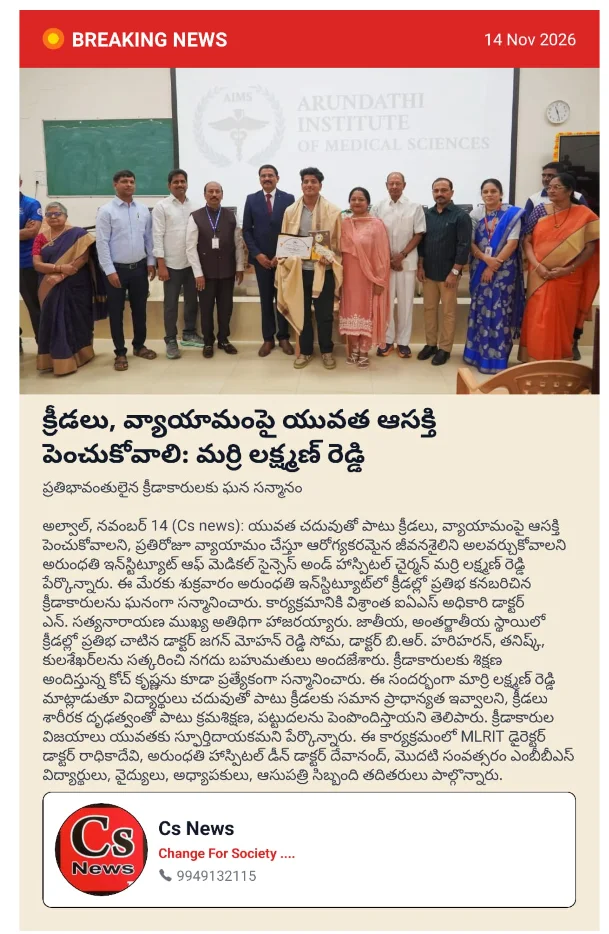 BREAKING NEWS
14 Nov 2026
AIMS
ARUNDATHI
INSTITUTE
OF MEDICAL SCIENCES
క్రీడలు, వ్యాయామంపై యువత ఆసక్తి
పెంచుకోవాలి: మర్రి లక్ష్మణ్ రెడ్డి
ప్రతిభావంతులైన క్రీడాకారులకు ఘన సన్మానం
అల్వాల్, నవంబర్ 14 (Cs news): యువత చదువుతో పాటు క్రీడలు, వ్యాయామంపై ఆసక్తి
పెంచుకోవాలని, ప్రతిరోజూ వ్యాయామం చేస్తూ ఆరోగ్యకరమైన జీవనశైలిని అలవర్చుకోవాలని
అరుంధతి ఇన్‌స్టిట్యూట్ ఆఫ్ మెడికల్ సైన్సెస్ అండ్ హాస్పిటల్ చైర్మన్ మర్రి లక్ష్మణ్ రెడ్డి
పేర్కొన్నారు. ఈ మేరకు శుక్రవారం అరుంధతి ఇన్‌స్టిట్యూట్‌లో క్రీడల్లో ప్రతిభ కనబరిచిన
క్రీడాకారులను ఘనంగా సన్మానించారు. కార్యక్రమానికి విశ్రాంత ఐఏఎస్ అధికారి డాక్టర్
ఎన్. సత్యనారాయణ ముఖ్య అతిథిగా హాజరయ్యారు. జాతీయ, అంతర్జాతీయ స్థాయిలో
క్రీడల్లో ప్రతిభ చాటిన డాక్టర్ జగన్ మోహన్ రెడ్డి సోమ, డాక్టర్ బి.ఆర్. హరిహరన్, తనిష్క్,
కులశేఖర్‌లను సత్కరించి నగదు బహుమతులు అందజేశారు. క్రీడాకారులకు శిక్షణ
అందిస్తున్న కోచ్ కృష్ణను కూడా ప్రత్యేకంగా సన్మానించారు. ఈ సందర్భంగా మార్రి లక్ష్మణ్ రెడ్డి
మాట్లాడుతూ విద్యార్థులు చదువుతో పాటు క్రీడలకు సమాన ప్రాధాన్యత ఇవ్వాలని, క్రీడలు
శారీరక దృఢత్వంతో పాటు క్రమశిక్షణ, పట్టుదలను పెంపొందిస్తాయని తెలిపారు. క్రీడాకారుల
విజయాలు యువతకు స్ఫూర్తిదాయకమని పేర్కొన్నారు. ఈ కార్యక్రమంలో MLRIT డైరెక్టర్
డాక్టర్ రాధికాదేవి, అరుంధతి హాస్పిటల్ డీన్ డాక్టర్ దేవానంద్, మొదటి సంవత్సరం ఎంబీబీఎస్
విద్యార్థులు, వైద్యులు, అధ్యాపకులు, ఆసుపత్రి సిబ్బంది తదితరులు పాల్గొన్నారు.
Cs
News
Cs News
Change For Society ....
9949132115